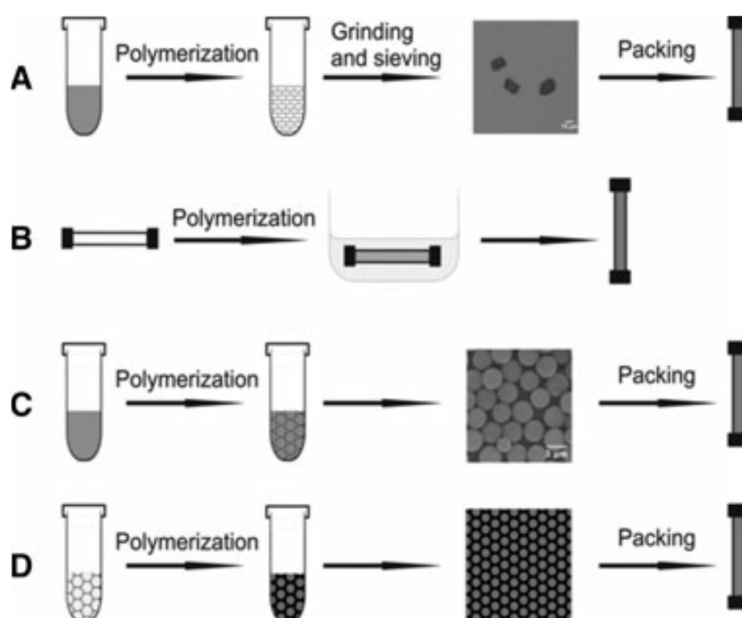 A
Polymerization
Grinding
and sieving
Packing
B
Polymerization
C
Polymerization
Packing
D
Polymerization
Packing